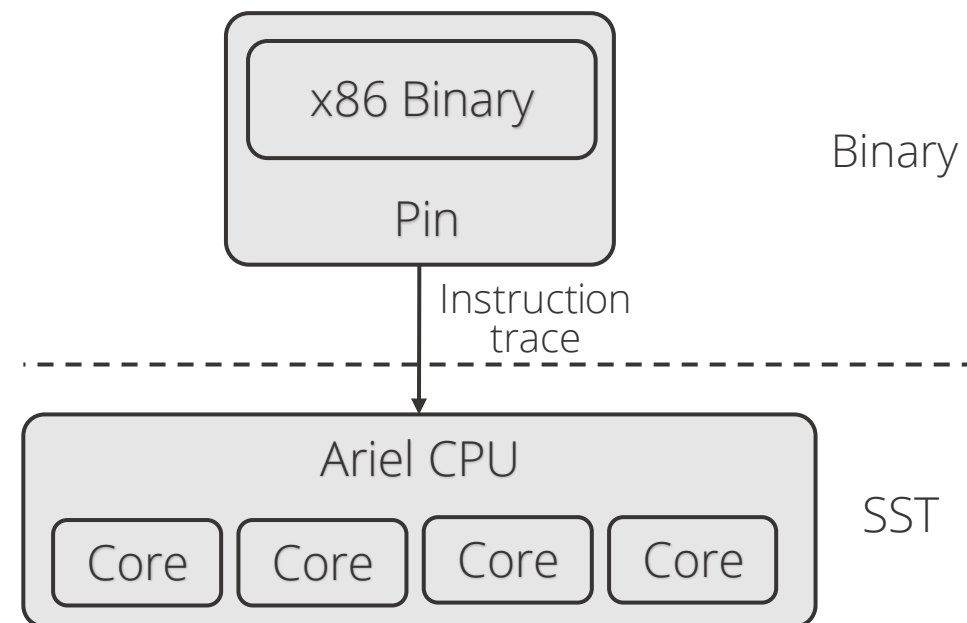 x86 Binary
Binary
Pin
Instruction
trace
Ariel CPU
SST
Core
Core
Core
Core